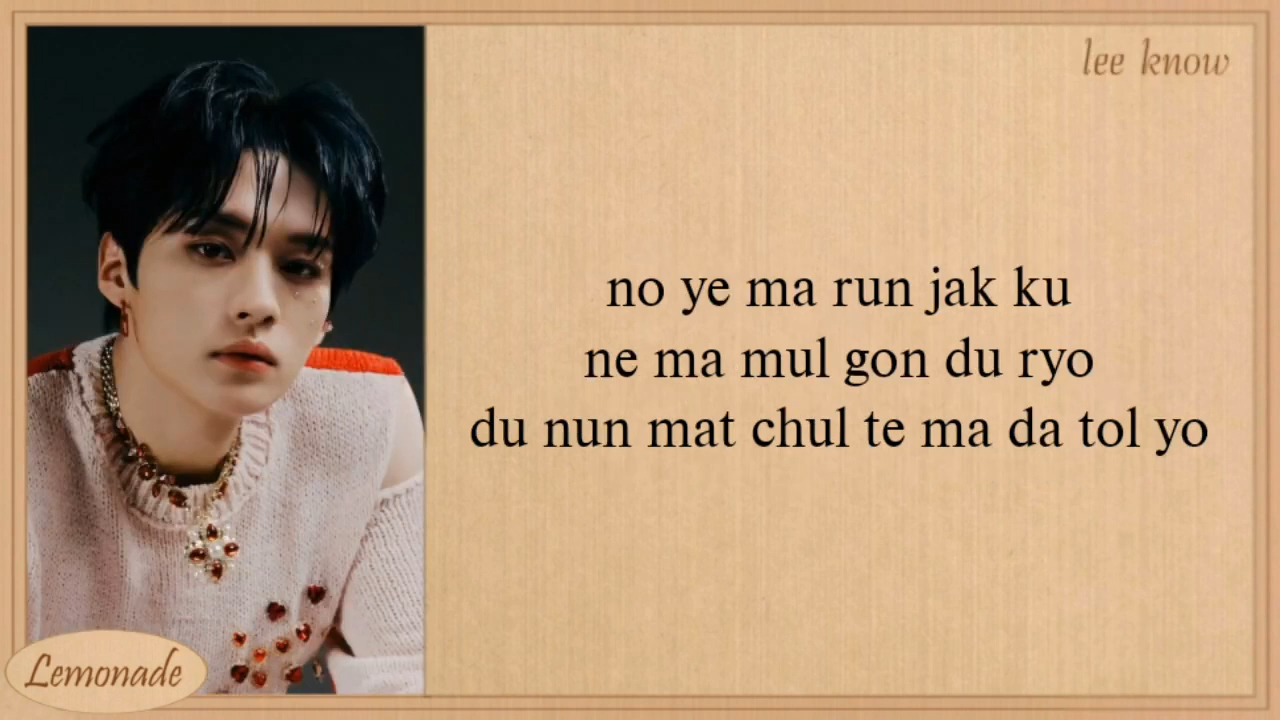 lee know
no ye ma run jak ku
ne ma mul gon du ryo
du nun mat chul te ma da tol yo
Lemonade